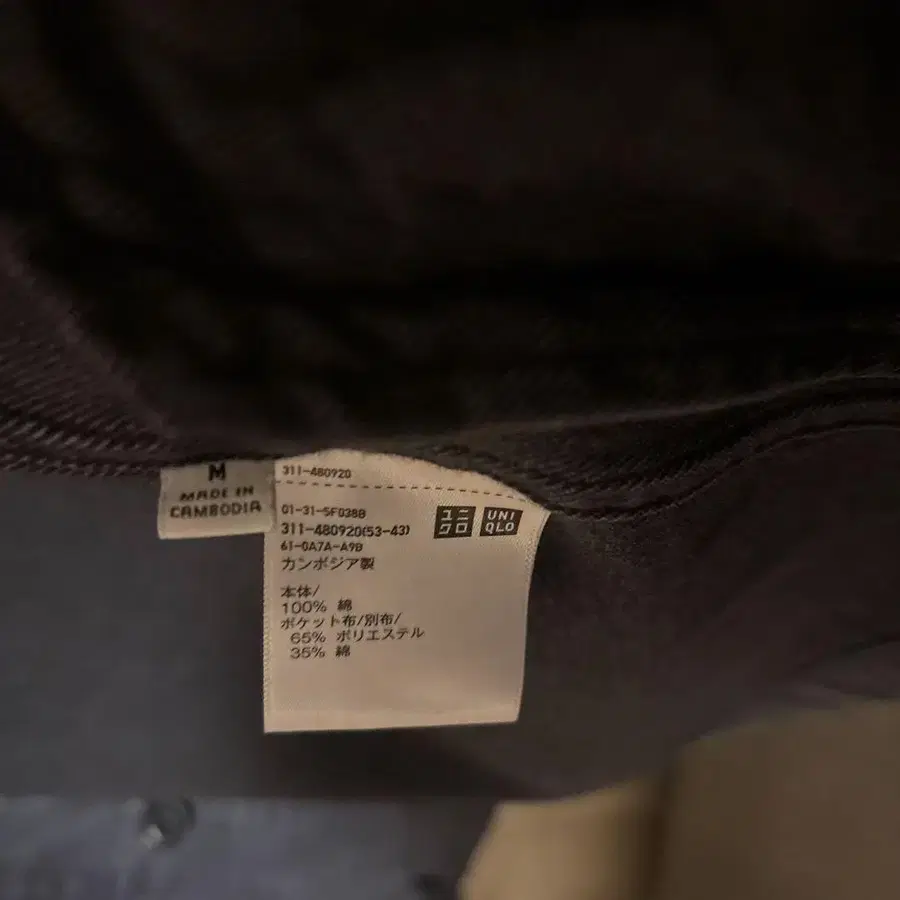 M
MADE IN
CAMBODIA
311-480920
01-31-5F038B
311-480920(53-43)
61-0A7A-A9B
カンボジア製
ユニ
クロ
UNI
QLO
本体/
100% 綿
ポケット布/別布/
65% ポリエステル
35% 綿